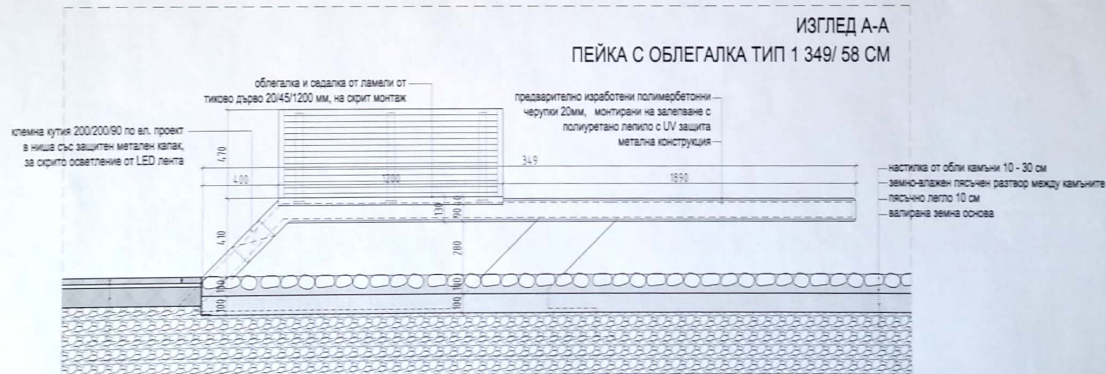 ИЗГЛЕД А-А
ПЕЙКА С ОБЛЕГАЛКА ТИП 1 349/ 58 СМ
облегалка и седалка от ламели от
тиково дърво 20/45/1200 мм, на скрит монтаж
предварително изработени полимербетонни
черупки 20мм, монтирани на залепване с
полиуретано лепило с UV защита
метална конструкция
клемна кутия 200/200/90 по ел. проект
в ниша със защитен метален капак,
за скрито осветление от LED лента
настилка от обли камъни 10 - 30 см
земно-влажен пясъчен разтвор между камъните
пясъчно легло 10 см
валирана земна основа
470
349
400
1200
1890
130
90
40
410
280
100
100
100
100